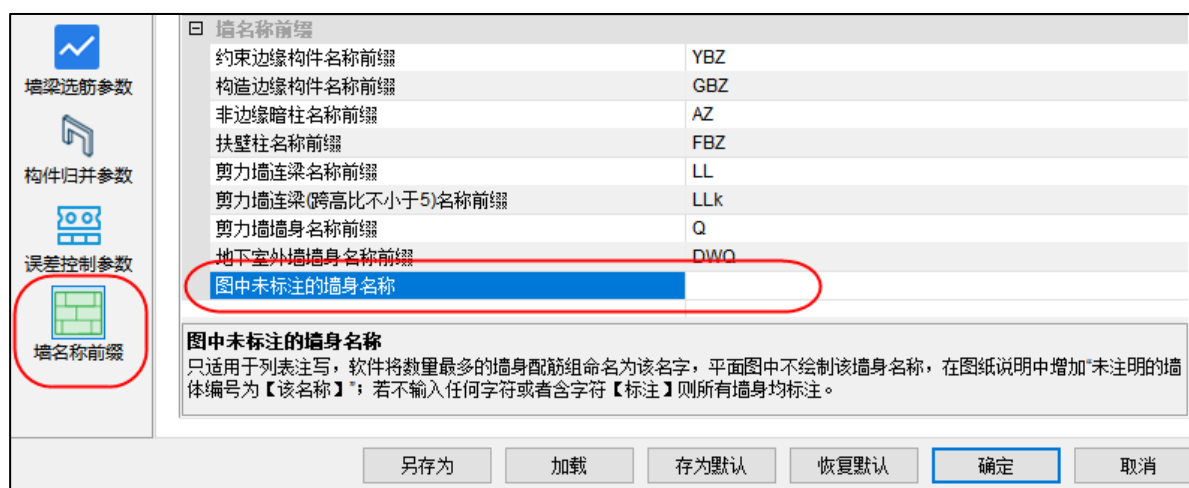 墙梁选筋参数
构件归并参数
误差控制参数
墙名称前缀
墙名称前缀
约束边缘构件名称前缀 YBZ
构造边缘构件名称前缀 GBZ
非边缘暗柱名称前缀 AZ
扶壁柱名称前缀 FBZ
剪力墙连梁名称前缀 LL
剪力墙连梁(跨高比不小于5)名称前缀 LLk
剪力墙墙身名称前缀 Q
地下室外墙墙身名称前缀 DWQ
图中未标注的墙身名称
图中未标注的墙身名称
只适用于列表注写，软件将数量最多的墙身配筋组命名为该名字，平面图中不绘制该墙身名称，在图纸说明中增加"未注明的墙
体编号为【该名称】"；若不输入任何字符或者含字符【标注】则所有墙身均标注。
另存为 加载 存为默认 恢复默认 确定 取消